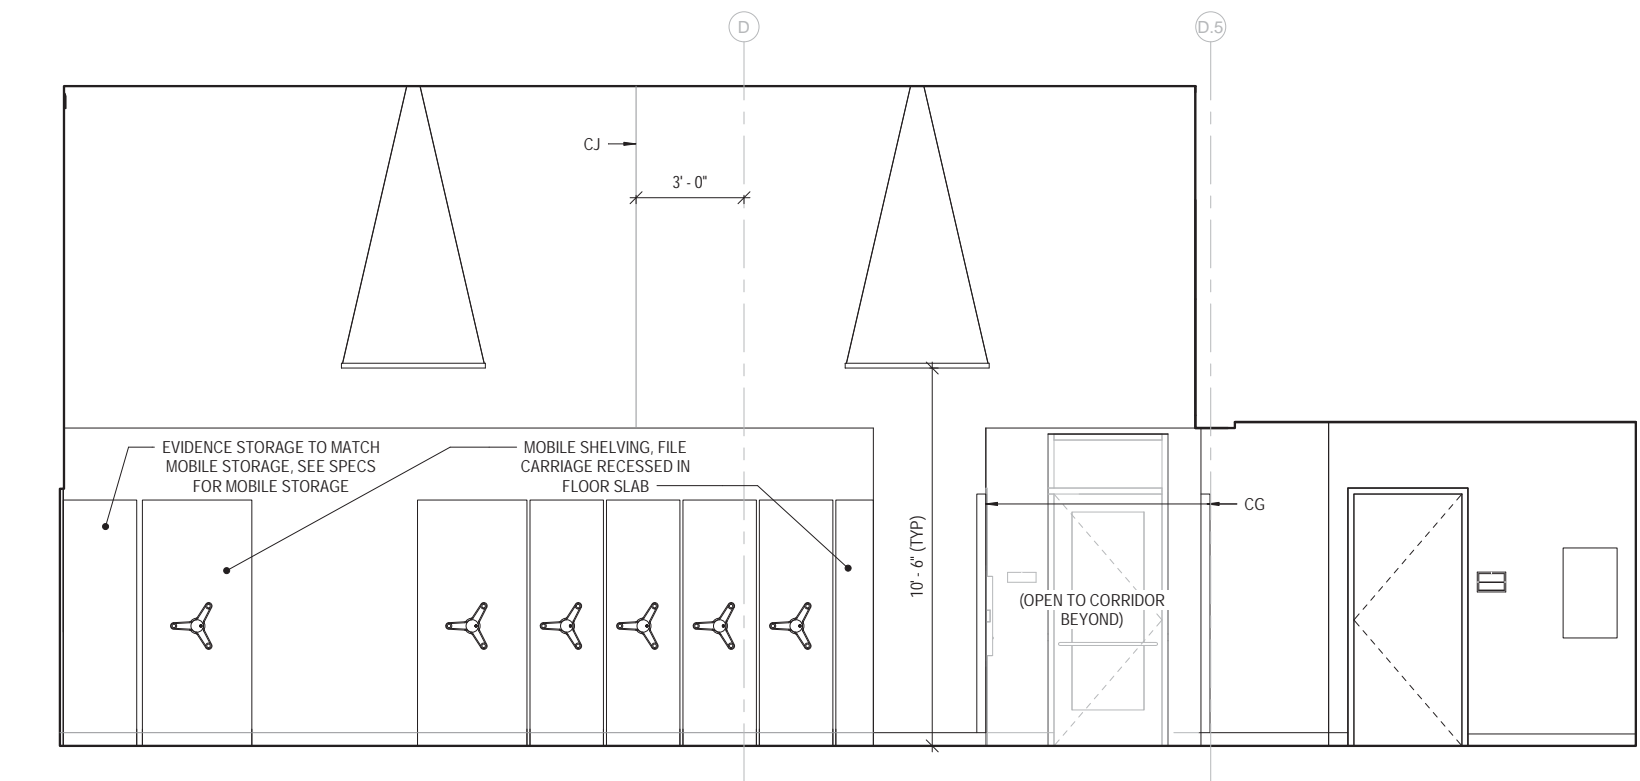 D
D.5
CJ
3' - 0"
EVIDENCE STORAGE TO MATCH
MOBILE STORAGE, SEE SPECS
FOR MOBILE STORAGE
MOBILE SHELVING, FILE
CARRIAGE RECESSED IN
FLOOR SLAB
10' - 6" (TYP)
CG
(OPEN TO CORRIDOR
BEYOND)